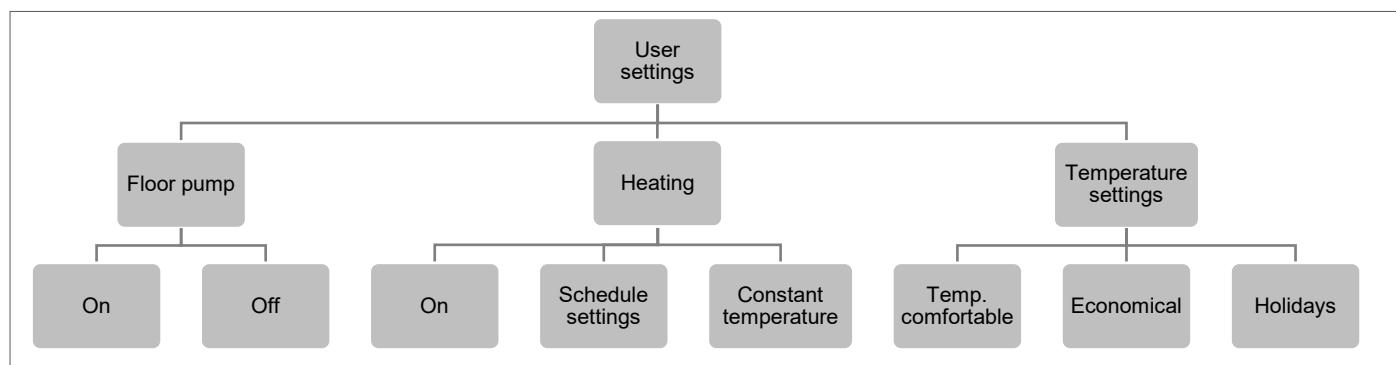 User
settings
Floor pump
Heating
Temperature
settings
On
Off
On
Schedule
settings
Constant
temperature
Temp.
comfortable
Economical
Holidays